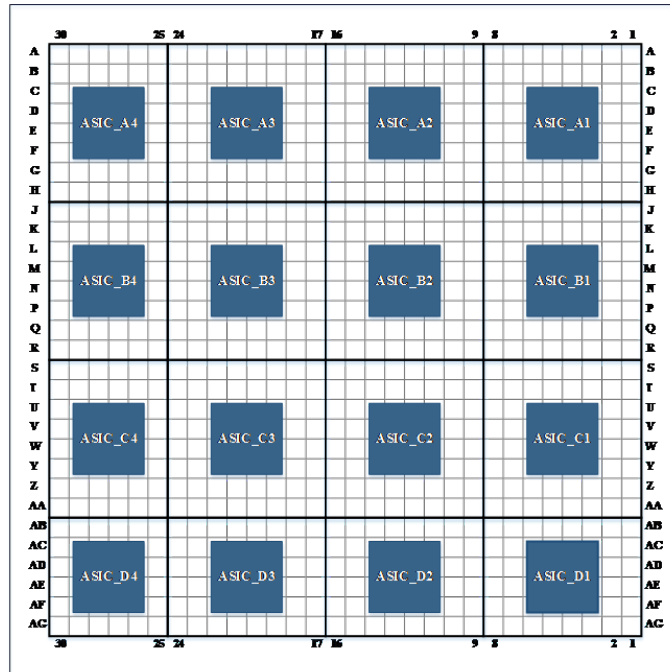 30 25 24 17 16 9 8 2 1
A A
B B
C C
D ASIC_A4 ASIC_A3 ASIC_A2 ASIC_A1 D
E E
F F
G G
H H
J J
K K
L L
M ASIC_B4 ASIC_B3 ASIC_B2 ASIC_B1 M
N N
P P
Q Q
R R
S S
T T
U U
V V
W ASIC_C4 ASIC_C3 ASIC_C2 ASIC_C1 W
Y Y
Z Z
AA AA
AB AB
AC AC
AD ASIC_D4 ASIC_D3 ASIC_D2 ASIC_D1 AD
AE AE
AF AF
AG AG
30 25 24 17 16 9 8 2 1